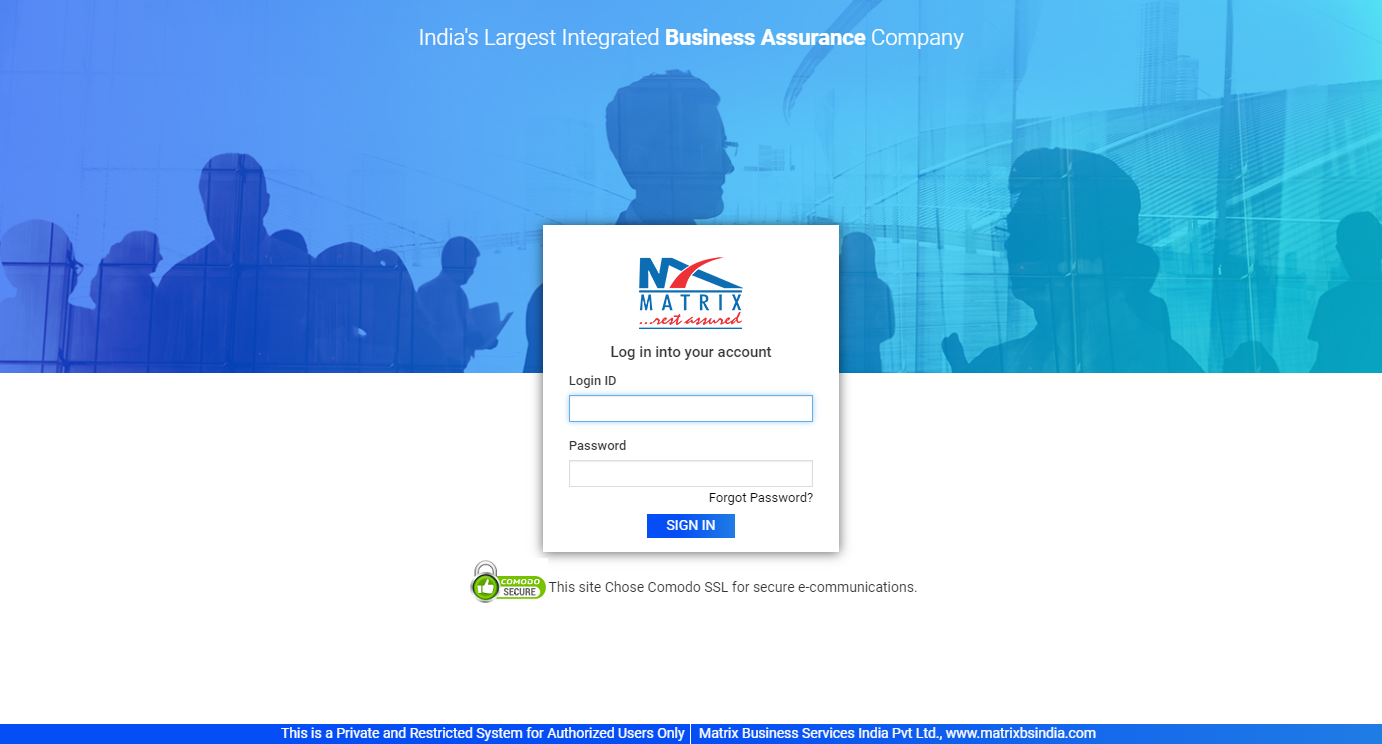 India's Largest Integrated Business Assurance Company
MATRIX
...rest assured
Log in into your account
Login ID
Password
Forgot Password?
SIGN IN
COMODO
SECURE
This site Chose Comodo SSL for secure e-communications.
This is a Private and Restricted System for Authorized Users Only | Matrix Business Services India Pvt Ltd., www.matrixbsindia.com